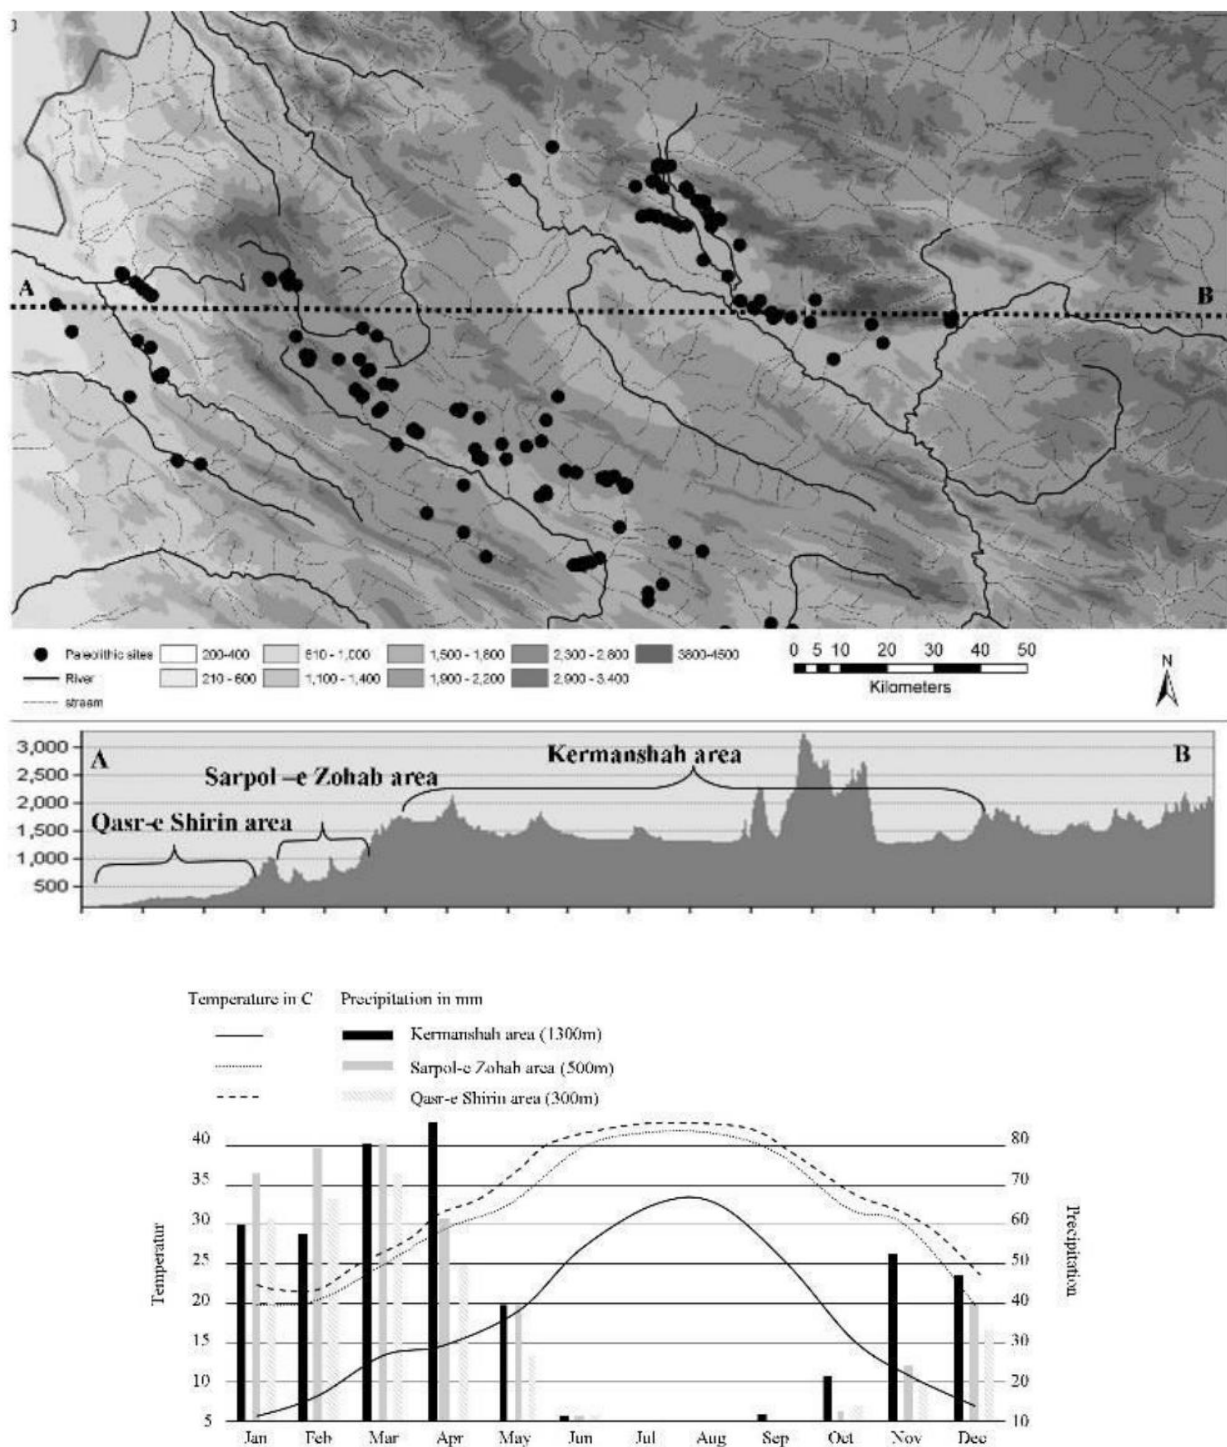 A
B
Paleolithic sites
River
stream
200-400
210 - 600
610 - 1,000
1,100 - 1,400
1,500 - 1,800
1,900 - 2,200
2,300 - 2,800
2,900 - 3,400
3800-4500
0 5 10 20 30 40 50
Kilometers
N
A
B
Kermanshah area
Sarpol –e Zohab area
Qasr-e Shirin area
3,000
2,500
2,000
1,500
1,000
500
Temperature in C Precipitation in mm
Kermanshah area (1300m)
Sarpol-e Zohab area (500m)
Qasr-e Shirin area (300m)
40 80
35 70
30 60
25 50
20 40
15 30
10 20
5 10
Temperatur
Precipitation
Jan Feb Mar Apr May Jun Jul Aug Sep Oct Nov Dec